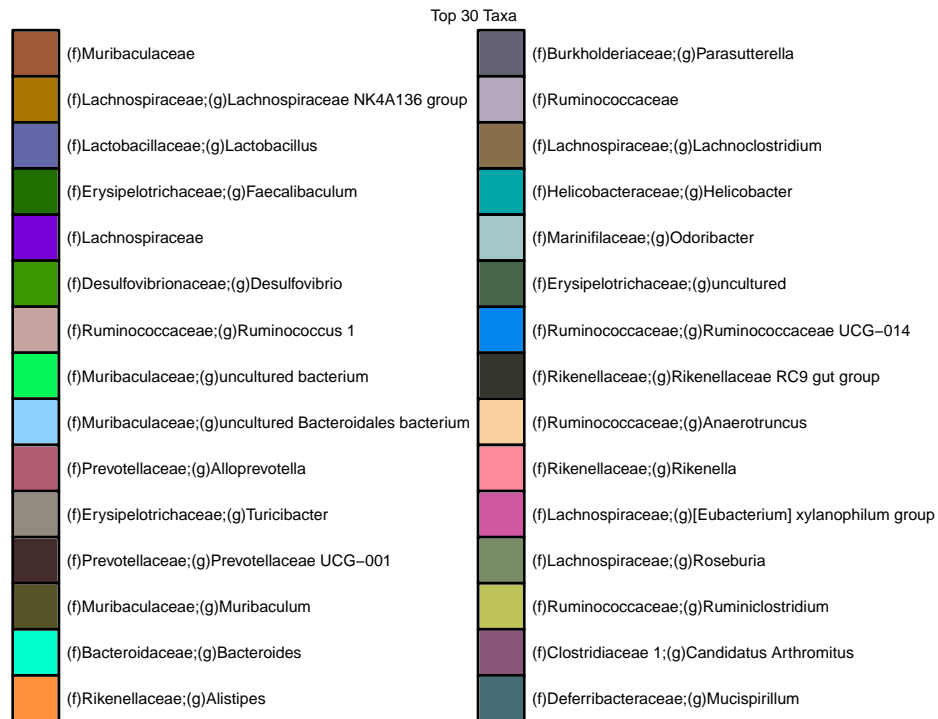 Top 30 Taxa
(f)Muribaculaceae
(f)Lachnospiraceae;(g)Lachnospiraceae NK4A136 group
(f)Lactobacillaceae;(g)Lactobacillus
(f)Erysipelotrichaceae;(g)Faecalibaculum
(f)Lachnospiraceae
(f)Desulfovibrionaceae;(g)Desulfovibrio
(f)Ruminococcaceae;(g)Ruminococcus 1
(f)Muribaculaceae;(g)uncultured bacterium
(f)Muribaculaceae;(g)uncultured Bacteroidales bacterium
(f)Prevotellaceae;(g)Alloprevotella
(f)Erysipelotrichaceae;(g)Turicibacter
(f)Prevotellaceae;(g)Prevotellaceae UCG−001
(f)Muribaculaceae;(g)Muribaculum
(f)Bacteroidaceae;(g)Bacteroides
(f)Rikenellaceae;(g)Alistipes
(f)Burkholderiaceae;(g)Parasutterella
(f)Ruminococcaceae
(f)Lachnospiraceae;(g)Lachnoclostridium
(f)Helicobacteraceae;(g)Helicobacter
(f)Marinifilaceae;(g)Odoribacter
(f)Erysipelotrichaceae;(g)uncultured
(f)Ruminococcaceae;(g)Ruminococcaceae UCG−014
(f)Rikenellaceae;(g)Rikenellaceae RC9 gut group
(f)Ruminococcaceae;(g)Anaerotruncus
(f)Rikenellaceae;(g)Rikenella
(f)Lachnospiraceae;(g)[Eubacterium] xylanophilum group
(f)Lachnospiraceae;(g)Roseburia
(f)Ruminococcaceae;(g)Ruminiclostridium
(f)Clostridiaceae 1;(g)Candidatus Arthromitus
(f)Deferribacteraceae;(g)Mucispirillum